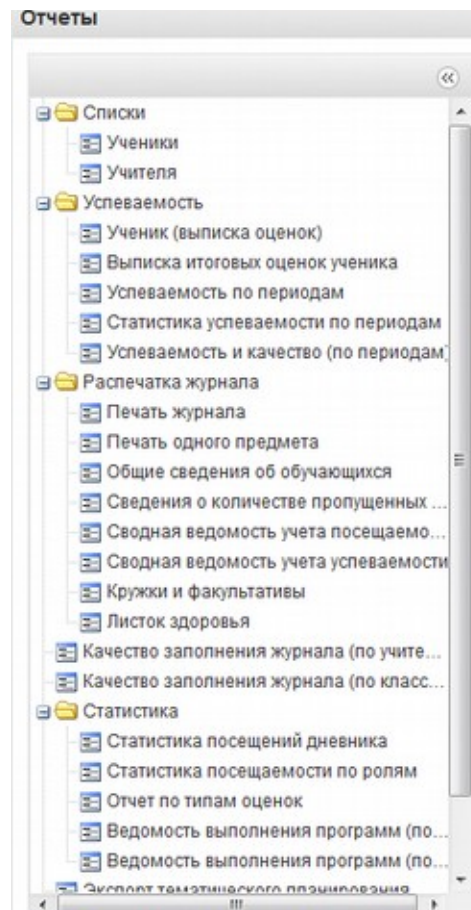 Отчеты
Списки
Ученики
Учителя
Успеваемость
Ученик (выписка оценок)
Выписка итоговых оценок ученика
Успеваемость по периодам
Статистика успеваемости по периодам
Успеваемость и качество (по периодам)
Распечатка журнала
Печать журнала
Печать одного предмета
Общие сведения об обучающихся
Сведения о количестве пропущенных ...
Сводная ведомость учета посещаемо...
Сводная ведомость учета успеваемости
Кружки и факультативы
Листок здоровья
Качество заполнения журнала (по учите...
Качество заполнения журнала (по класс...
Статистика
Статистика посещений дневника
Статистика посещаемости по ролям
Отчет по типам оценок
Ведомость выполнения программ (по...
Ведомость выполнения программ (по...
Экспорт тематического планирования